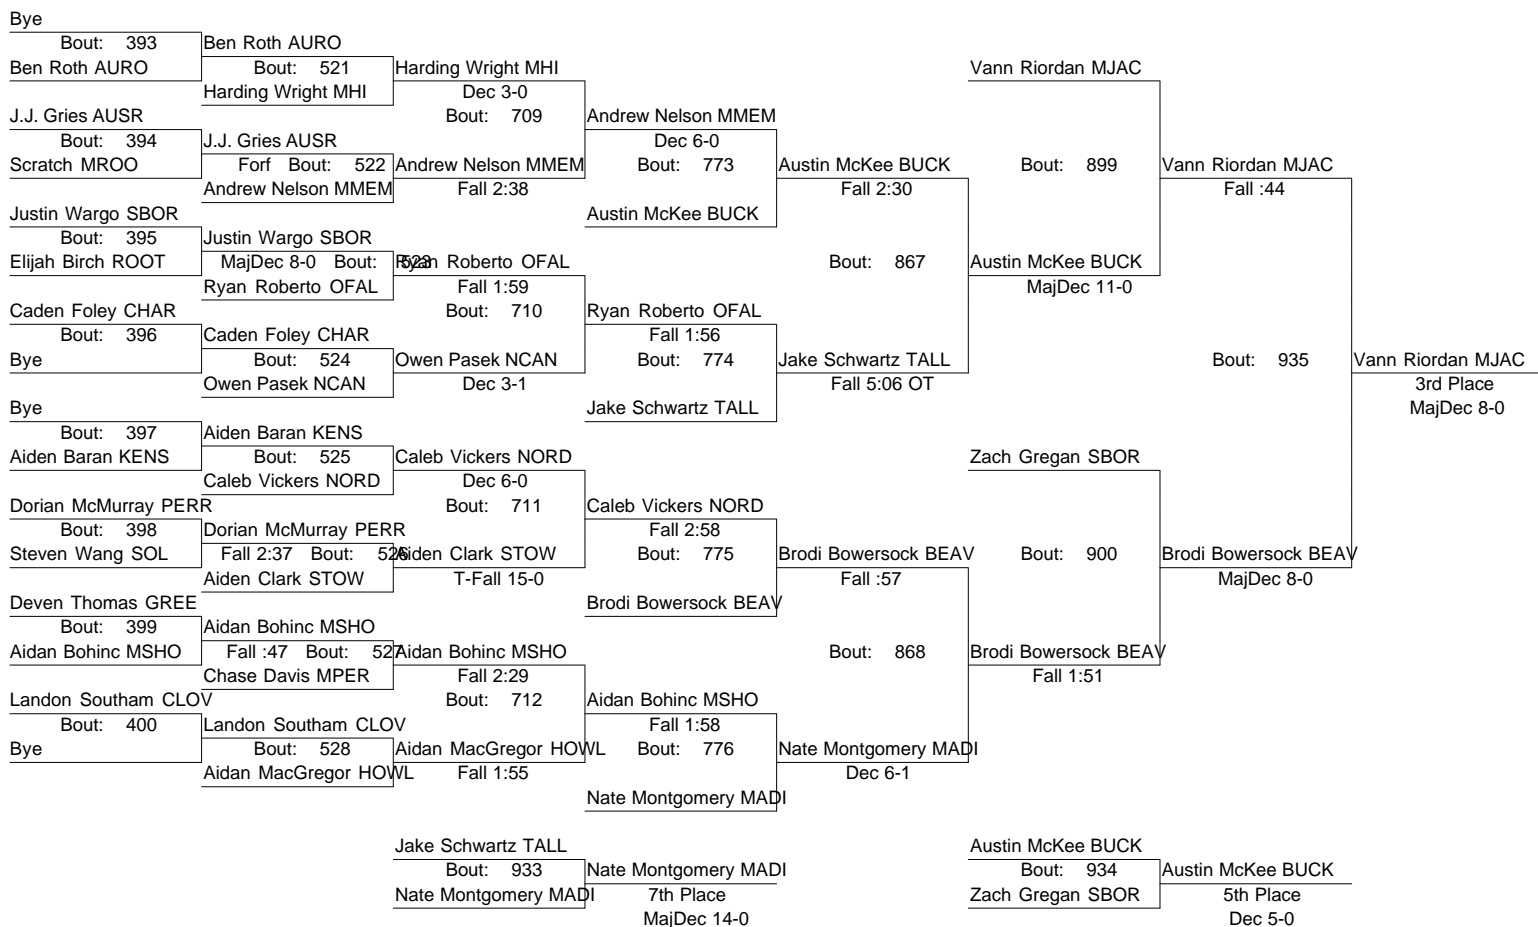 Bye
Bout: 393 Ben Roth AURO
Ben Roth AURO Bout: 521 Harding Wright MHI Vann Riordan MJAC
Harding Wright MHI Dec 3-0
J.J. Gries AUSR Bout: 709 Andrew Nelson MMEM
Bout: 394 J.J. Gries AUSR Dec 6-0
Scratch MROO Forf Bout: 522 Andrew Nelson MMEM Bout: 773 Austin McKee BUCK Bout: 899 Vann Riordan MJAC
Andrew Nelson MMEM Fall 2:38 Fall 2:30 Fall :44
Justin Wargo SBOR Austin McKee BUCK
Bout: 395 Justin Wargo SBOR
Elijah Birch ROOT MajDec 8-0 Bout: 523 Ryan Roberto OFAL Bout: 867 Austin McKee BUCK
Ryan Roberto OFAL Fall 1:59 MajDec 11-0
Caden Foley CHAR Bout: 710 Ryan Roberto OFAL
Bout: 396 Caden Foley CHAR Fall 1:56
Bye Bout: 524 Owen Pasek NCAN Bout: 774 Jake Schwartz TALL Bout: 935 Vann Riordan MJAC
Owen Pasek NCAN Dec 3-1 Fall 5:06 OT 3rd Place
Bye Jake Schwartz TALL MajDec 8-0
Bout: 397 Aiden Baran KENS
Aiden Baran KENS Bout: 525 Caleb Vickers NORD Zach Gregan SBOR
Caleb Vickers NORD Dec 6-0
Dorian McMurray PERR Bout: 711 Caleb Vickers NORD
Bout: 398 Dorian McMurray PERR Fall 2:58
Steven Wang SOL Fall 2:37 Bout: 526 Aiden Clark STOW Bout: 775 Brodi Bowersock BEAV Bout: 900 Brodi Bowersock BEAV
Aiden Clark STOW T-Fall 15-0 Fall :57 MajDec 8-0
Deven Thomas GREE Brodi Bowersock BEAV
Bout: 399 Aidan Bohinc MSHO
Aidan Bohinc MSHO Fall :47 Bout: 527 Aidan Bohinc MSHO Bout: 868 Brodi Bowersock BEAV
Chase Davis MPER Fall 2:29 Fall 1:51
Landon Southam CLOV Bout: 712 Aidan Bohinc MSHO
Bout: 400 Landon Southam CLOV Fall 1:58
Bye Bout: 528 Aidan MacGregor HOWL Bout: 776 Nate Montgomery MADI
Aidan MacGregor HOWL Fall 1:55 Dec 6-1
Nate Montgomery MADI
Jake Schwartz TALL Austin McKee BUCK
Bout: 933 Nate Montgomery MADI Bout: 934 Austin McKee BUCK
Nate Montgomery MADI 7th Place Zach Gregan SBOR 5th Place
MajDec 14-0 Dec 5-0